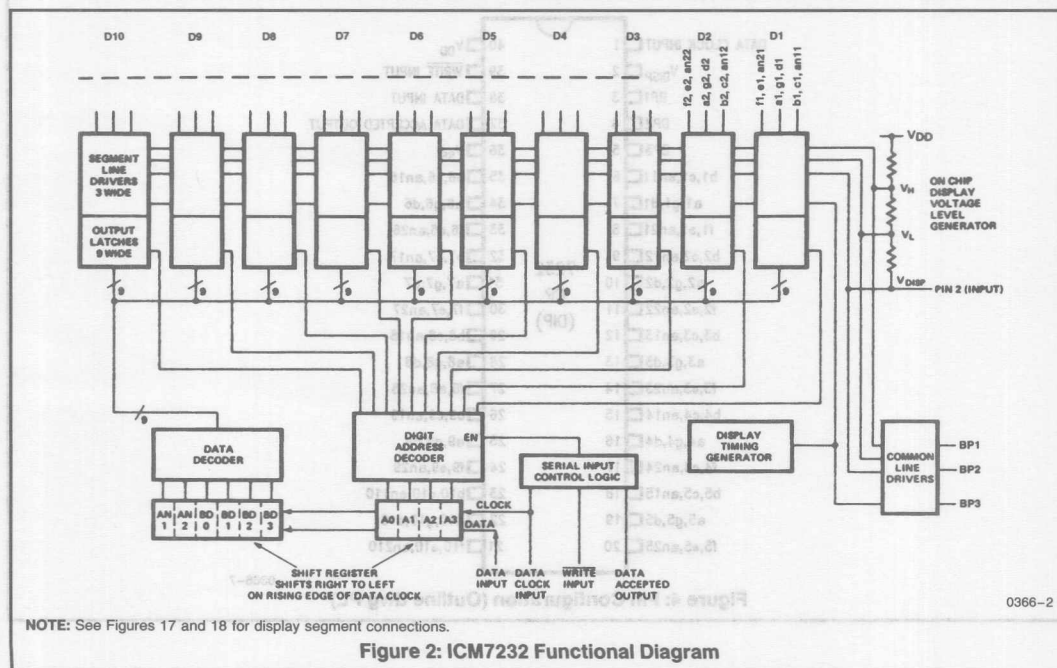 D10 D9 D8 D7 D6 D5 D4 D3 D2 D1
f2, e2, an22
a2, g2, d2
b2, c2, an12
f1, e1, an21
a1, g1, d1
b1, c1, an11
SEGMENT
LINE
DRIVERS
3 WIDE
OUTPUT
LATCHES
9 WIDE
VDD
VH
VL
VDISP
ON CHIP
DISPLAY
VOLTAGE
LEVEL
GENERATOR
PIN 2 (INPUT)
9 9 9 9 9 9 9 9 9 9
9
DATA
DECODER
DIGIT
ADDRESS
DECODER
EN
SERIAL INPUT
CONTROL LOGIC
DISPLAY
TIMING
GENERATOR
COMMON
LINE
DRIVERS
BP1
BP2
BP3
AN 1 AN 2 BD 0 BD 1 BD 2 BD 3
A0 A1 A2 A3
CLOCK
DATA
SHIFT REGISTER
SHIFTS RIGHT TO LEFT
ON RISING EDGE OF DATA CLOCK
DATA INPUT
DATA CLOCK INPUT
WRITE INPUT
DATA ACCEPTED OUTPUT
0366-2
NOTE: See Figures 17 and 18 for display segment connections.
Figure 2: ICM7232 Functional Diagram